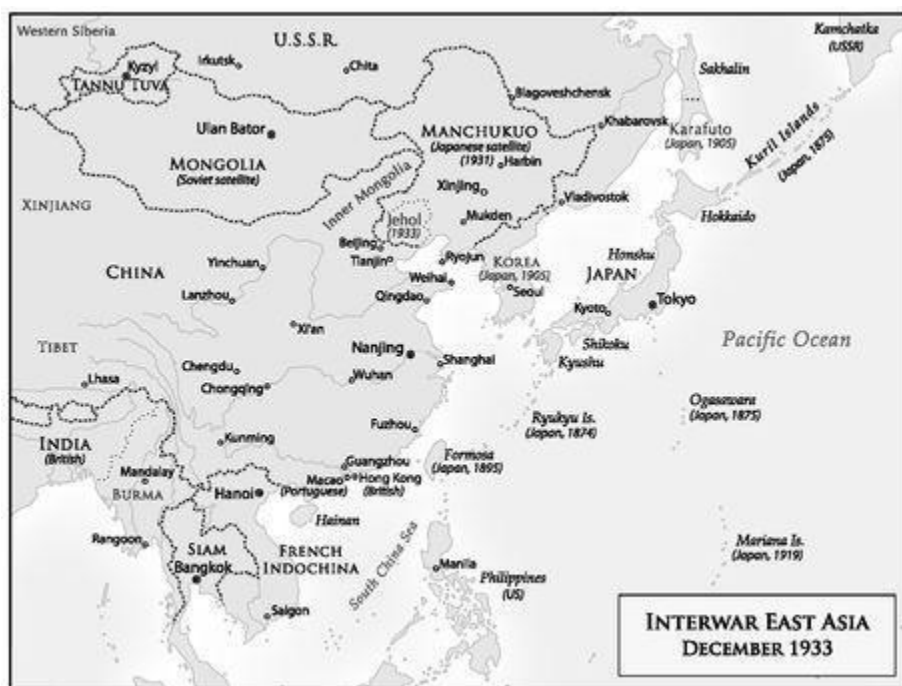 Western Siberia
U.S.S.R.
Kamchatka
(USSR)
Kyzyl
TANNU TUVA
Irkutsk
Chita
Sakhalin
Blagoveshchensk
Khabarovsk
Ulan Bator
MONGOLIA
(Soviet satellite)
MANCHUKUO
(Japanese satellite)
(1931)
Harbin
Karafuto
(Japan, 1905)
Kuril Islands
(Japan, 1875)
Inner Mongolia
Xinjing
XINJIANG
Vladivostok
Mukden
Hokkaido
Jehol
(1933)
Beijing
Tianjin
Ryojun
Honshu
CHINA
Yinchuan
Weihai
KOREA
(Japan, 1905)
Seoul
JAPAN
Lanzhou
Qingdao
Kyoto
Tokyo
Xi'an
Shikoku
Kyushu
Pacific Ocean
TIBET
Nanjing
Shanghai
Chengdu
Chongqing
Wuhan
Lhasa
Ogasawara
(Japan, 1875)
Ryukyu Is.
(Japan, 1874)
Fuzhou
INDIA
(British)
Kunming
Formosa
(Japan, 1895)
Guangzhou
Mandalay
BURMA
Macao
(Portuguese)
Hong Kong
(British)
Hanoi
Hainan
Rangoon
Mariana Is.
(Japan, 1919)
SIAM
Bangkok
FRENCH
INDOCHINA
South China Sea
Manila
Philippines
(US)
Saigon
INTERWAR EAST ASIA
DECEMBER 1933